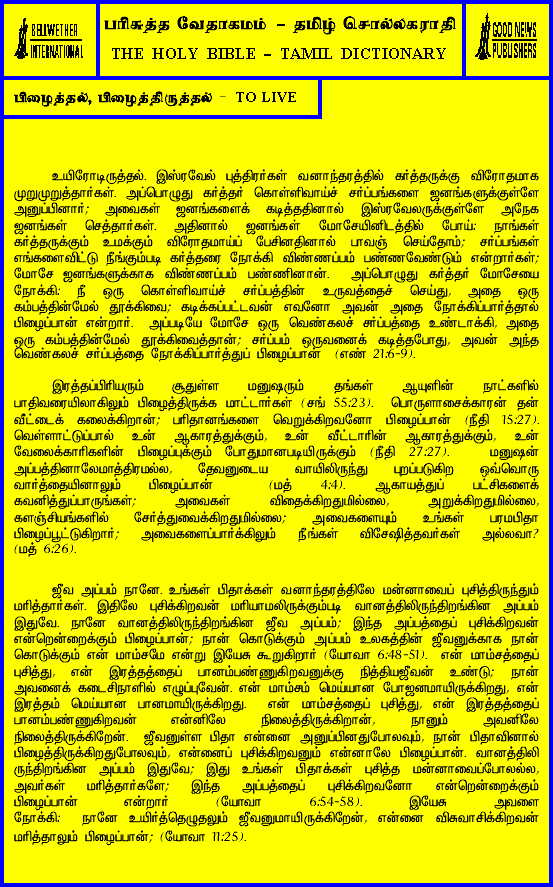 BELLWETHER
INTERNATIONAL
பரிசுத்த வேதாகமம் - தமிழ் சொல்லகராதி
THE HOLY BIBLE - TAMIL DICTIONARY
GOOD NEWS
PUBLISHERS
பிழைத்தல், பிழைத்திருத்தல் - TO LIVE
உயிரோடிருத்தல். இஸ்ரவேல் புத்திரர்கள் வனாந்தரத்தில் கர்த்தருக்கு விரோதமாக
முறுமுறுத்தார்கள். அப்பொழுது கர்த்தர் கொள்ளிவாய்ச் சர்ப்பங்களை ஜனங்களுக்குள்ளே
அனுப்பினார்; அவைகள் ஜனங்களைக் கடித்ததினால் இஸ்ரவேலருக்குள்ளே அநேக
ஜனங்கள் செத்தார்கள். அதினால் ஜனங்கள் மோசேயினிடத்தில் போய்; நாங்கள்
கர்த்தருக்கும் உமக்கும் விரோதமாய்ப் பேசினதினால் பாவஞ் செய்தோம்; சர்ப்பங்கள்
எங்களைவிட்டு நீங்கும்படி கர்த்தரை நோக்கி விண்ணப்பம் பண்ணவேண்டும் என்றார்கள்;
மோசே ஜனங்களுக்காக விண்ணப்பம் பண்ணினான். அப்பொழுது கர்த்தர் மோசேயை
நோக்கி: நீ ஒரு கொள்ளிவாய்ச் சர்ப்பத்தின் உருவத்தைச் செய்து, அதை ஒரு
கம்பத்தின்மேல் தூக்கிவை; கடிக்கப்பட்டவன் எவனோ அவன் அதை நோக்கிப்பார்த்தால்
பிழைப்பான் என்றார். அப்படியே மோசே ஒரு வெண்கலச் சர்ப்பத்தை உண்டாக்கி, அதை
ஒரு கம்பத்தின்மேல் தூக்கிவைத்தான்; சர்ப்பம் ஒருவனைக் கடித்தபோது, அவன் அந்த
வெண்கலச் சர்ப்பத்தை நோக்கிப்பார்த்துப் பிழைப்பான் (எண் 21:6-9).
இரத்தப்பிரியரும் சூதுள்ள மனுஷரும் தங்கள் ஆயுளின் நாட்களில்
பாதிவரையிலாகிலும் பிழைத்திருக்க மாட்டார்கள் (சங் 55:23). பொருளாசைக்காரன் தன்
வீட்டைக் கலைக்கிறான்; பரிதானங்களை வெறுக்கிறவனோ பிழைப்பான் (நீதி 15:27).
வெள்ளாட்டுப்பால் உன் ஆகாரத்துக்கும், உன் வீட்டாரின் ஆகாரத்துக்கும், உன்
வேலைக்காரிகளின் பிழைப்புக்கும் போதுமானபடியிருக்கும் (நீதி 27:27). மனுஷன்
அப்பத்தினாலேமாத்திரமல்ல, தேவனுடைய வாயிலிருந்து புறப்படுகிற ஒவ்வொரு
வார்த்தையினாலும் பிழைப்பான் (மத் 4:4). ஆகாயத்துப் பட்சிகளைக்
கவனித்துப்பாருங்கள்; அவைகள் விதைக்கிறதுமில்லை, அறுக்கிறதுமில்லை,
களஞ்சியங்களில் சேர்த்துவைக்கிறதுமில்லை; அவைகளையும் உங்கள் பரமபிதா
பிழைப்பூட்டுகிறார்; அவைகளைப்பார்க்கிலும் நீங்கள் விசேஷித்தவர்கள் அல்லவா?
(மத் 6:26).
ஜீவ அப்பம் நானே. உங்கள் பிதாக்கள் வனாந்தரத்திலே மன்னாவைப் புசித்திருந்தும்
மரித்தார்கள். இதிலே புசிக்கிறவன் மரியாமலிருக்கும்படி வானத்திலிருந்திறங்கின அப்பம்
இதுவே. நானே வானத்திலிருந்திறங்கின ஜீவ அப்பம்; இந்த அப்பத்தைப் புசிக்கிறவன்
என்றென்றைக்கும் பிழைப்பான்; நான் கொடுக்கும் அப்பம் உலகத்தின் ஜீவனுக்காக நான்
கொடுக்கும் என் மாம்சமே என்று இயேசு கூறுகிறார் (யோவா 6:48-51). என் மாம்சத்தைப்
புசித்து, என் இரத்தத்தைப் பானம்பண்ணுகிறவனுக்கு நித்தியஜீவன் உண்டு; நான்
அவனைக் கடைசிநாளில் எழுப்புவேன். என் மாம்சம் மெய்யான போஜனமாயிருக்கிறது, என்
இரத்தம் மெய்யான பானமாயிருக்கிறது. என் மாம்சத்தைப் புசித்து, என் இரத்தத்தைப்
பானம்பண்ணுகிறவன் என்னிலே நிலைத்திருக்கிறான், நானும் அவனிலே
நிலைத்திருக்கிறேன். ஜீவனுள்ள பிதா என்னை அனுப்பினதுபோலவும், நான் பிதாவினால்
பிழைத்திருக்கிறதுபோலவும், என்னைப் புசிக்கிறவனும் என்னாலே பிழைப்பான். வானத்திலி
ருந்திறங்கின அப்பம் இதுவே; இது உங்கள் பிதாக்கள் புசித்த மன்னாவைப்போலல்ல,
அவர்கள் மரித்தார்களே; இந்த அப்பத்தைப் புசிக்கிறவனோ என்றென்றைக்கும்
பிழைப்பான் என்றார் (யோவா 6:54-58). இயேசு அவளை
நோக்கி: நானே உயிர்த்தெழுதலும் ஜீவனுமாயிருக்கிறேன், என்னை விசுவாசிக்கிறவன்
மரித்தாலும் பிழைப்பான்; (யோவா 11:25).